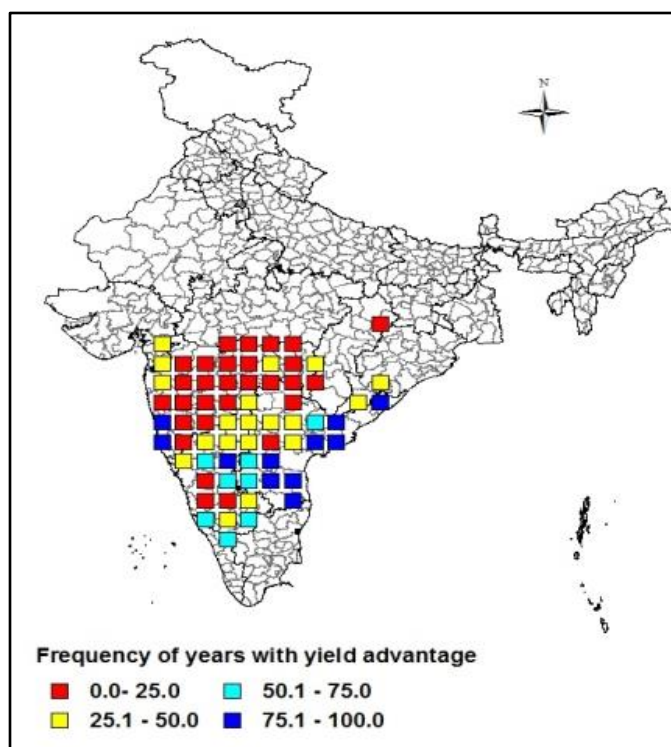 N
Frequency of years with yield advantage
0.0- 25.0 50.1 - 75.0
25.1 - 50.0 75.1 - 100.0